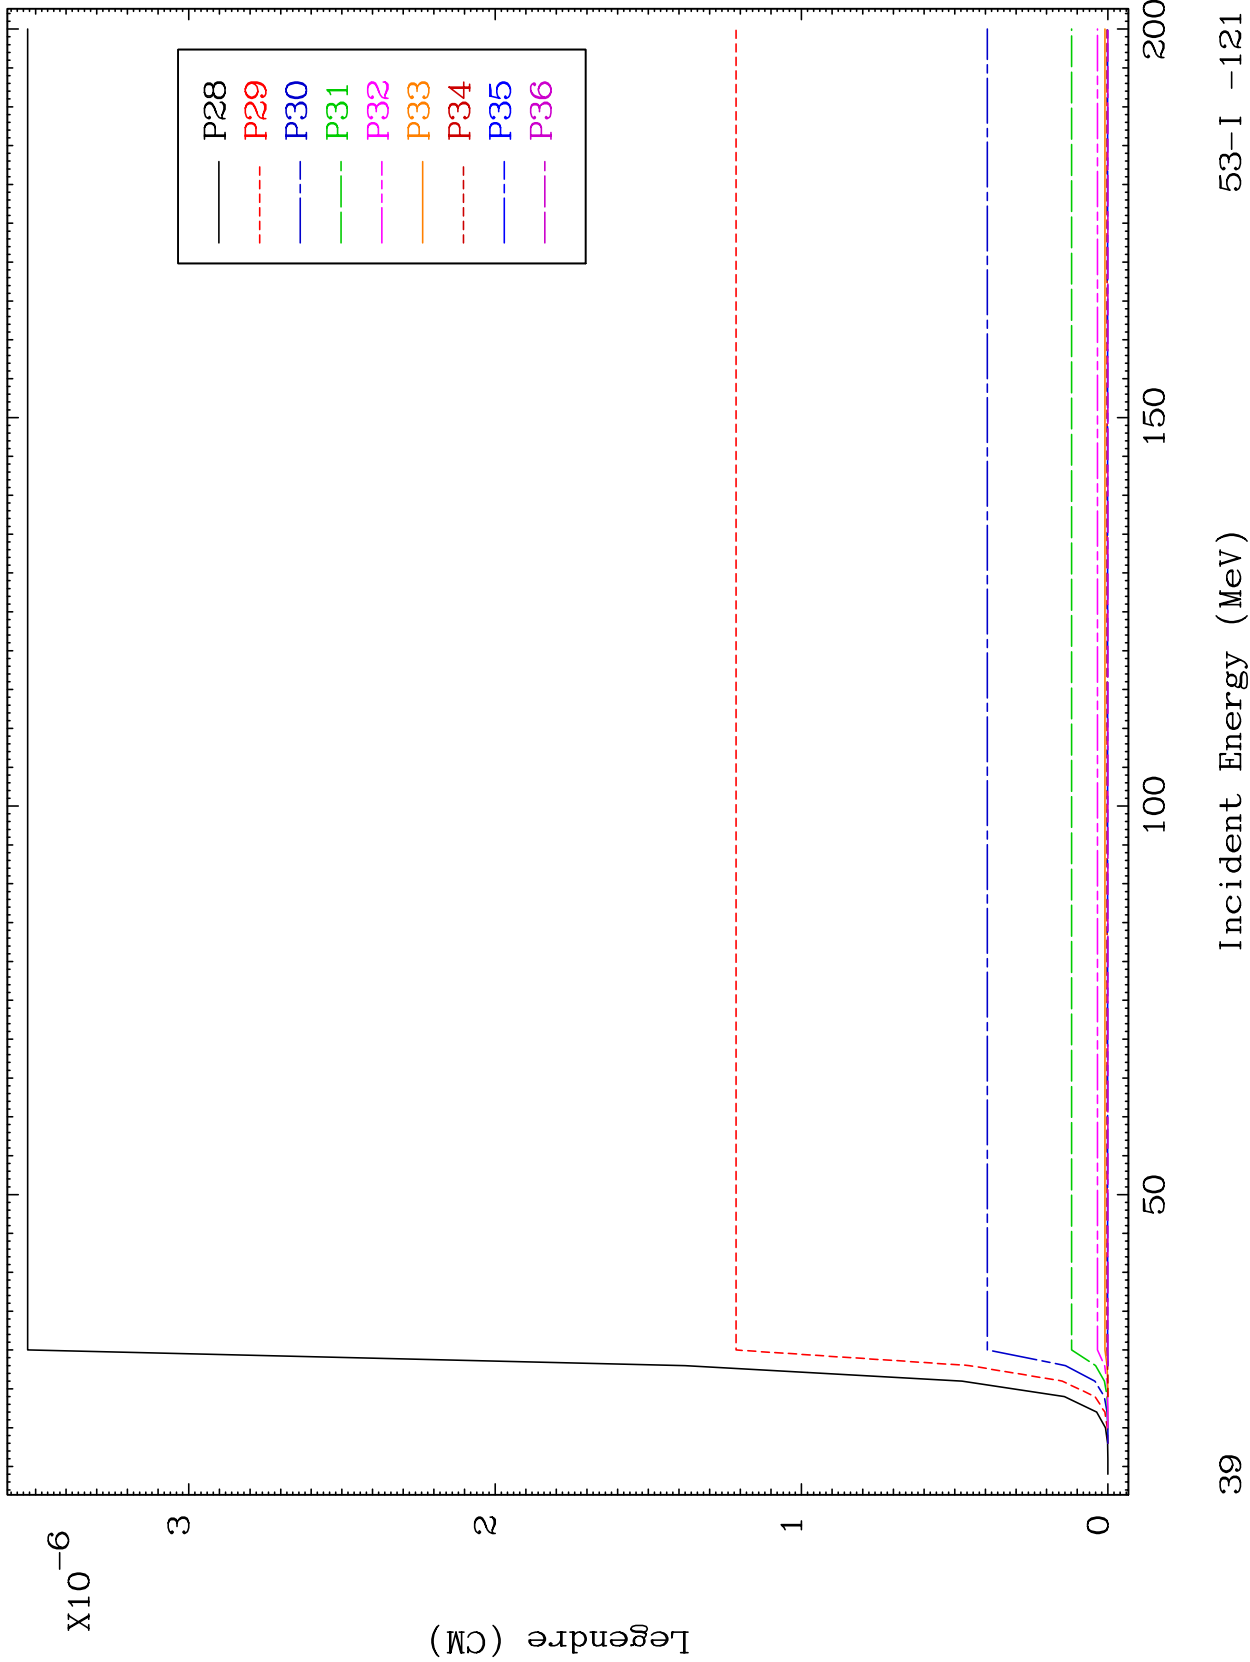 X10⁻⁶
Legendre (CM)
3
2
1
0
P28
P29
P30
P31
P32
P33
P34
P35
P36
50
100
150
200
Incident Energy (MeV)
39
53-I -121